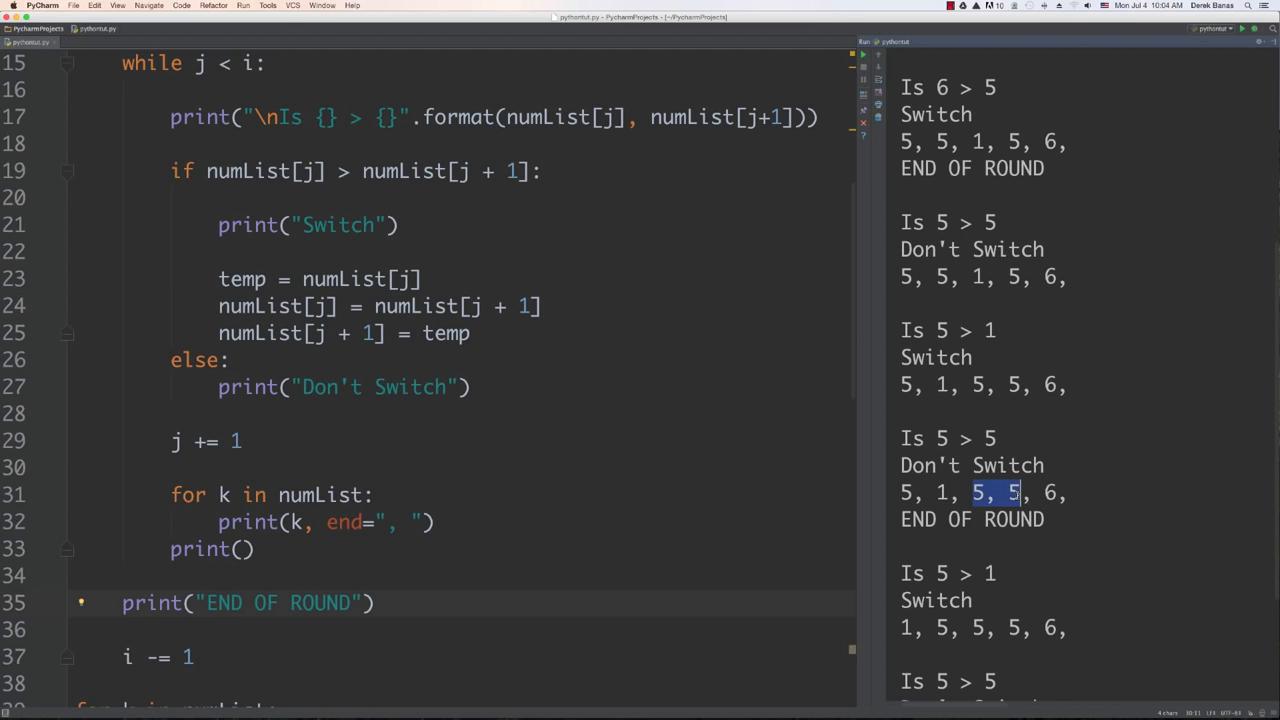 PyCharm File Edit View Navigate Code Refactor Run Tools VCS Window Help
10 Mon Jul 4 10:04 AM Derek Banas
pythontut.py - PycharmProjects - [~/PycharmProjects]
PycharmProjects pythontut.py
pythontut
pythontut.py
Run pythontut
15 while j < i:
16
17 print("\nIs {} > {}".format(numList[j], numList[j+1]))
18
19 if numList[j] > numList[j + 1]:
20
21 print("Switch")
22
23 temp = numList[j]
24 numList[j] = numList[j + 1]
25 numList[j + 1] = temp
26 else:
27 print("Don't Switch")
28
29 j += 1
30
31 for k in numList:
32 print(k, end=", ")
33 print()
34
35 print("END OF ROUND")
36
37 i -= 1
38
Is 6 > 5
Switch
5, 5, 1, 5, 6,
END OF ROUND
Is 5 > 5
Don't Switch
5, 5, 1, 5, 6,
Is 5 > 1
Switch
5, 1, 5, 5, 6,
Is 5 > 5
Don't Switch
5, 1, 5, 5, 6,
END OF ROUND
Is 5 > 1
Switch
1, 5, 5, 5, 6,
Is 5 > 5
4 chars 30:11 LF‡ UTF-8‡